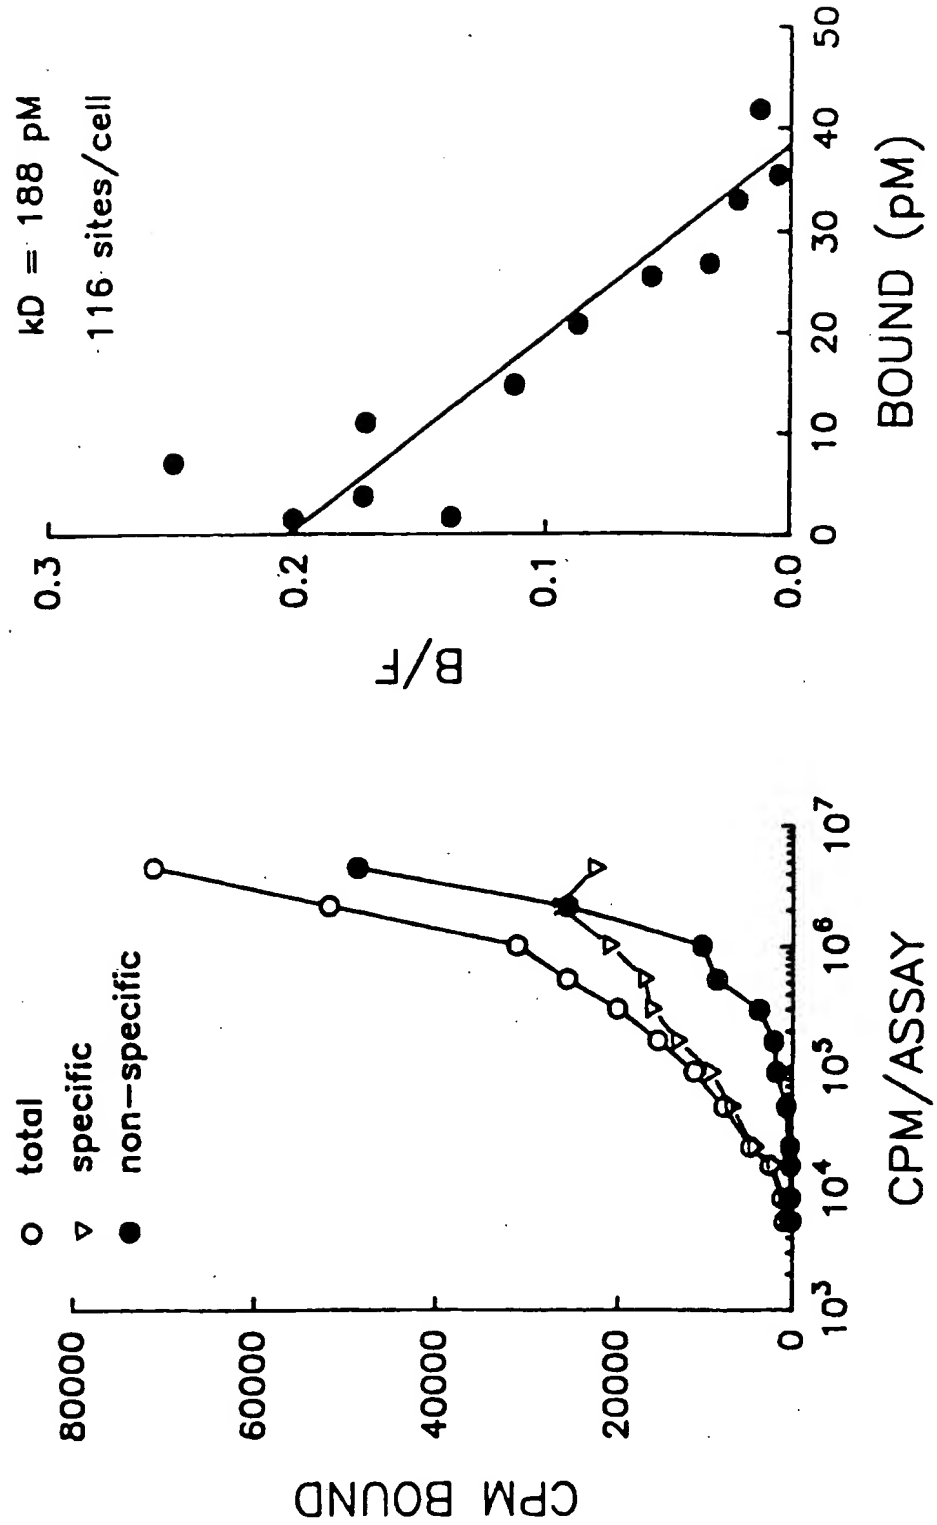 total
specific
non-specific
80000
60000
40000
20000
0
CPM BOUND
10³
10⁴
10⁵
10⁶
10⁷
CPM/ASSAY
kD = 188 pM
116 sites/cell
0.3
0.2
0.1
0.0
B/F
0
10
20
30
40
50
BOUND (pM)